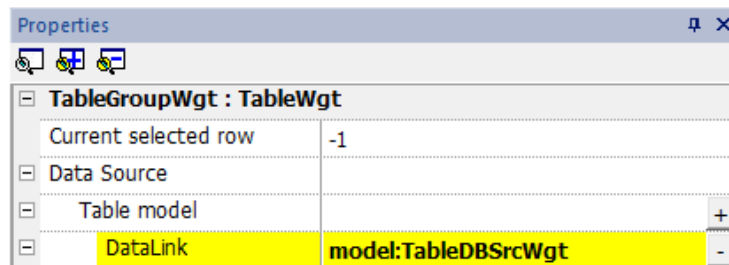 Properties
TableGroupWgt : TableWgt
Current selected row -1
Data Source
Table model +
DataLink model:TableDBSrcWgt -